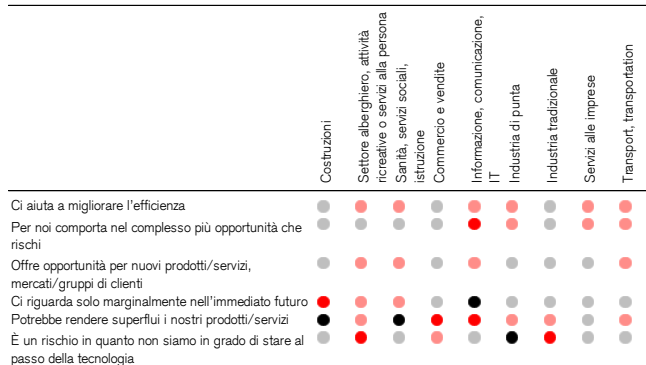 Costruzioni
Settore alberghiero, attività
ricreative o servizi alla persona
Sanità, servizi sociali,
istruzione
Commercio e vendite
Informazione, comunicazione,
IT
Industria di punta
Industria tradizionale
Servizi alle imprese
Transport, transportation
Ci aiuta a migliorare l'efficienza
Per noi comporta nel complesso più opportunità che
rischi
Offre opportunità per nuovi prodotti/servizi,
mercati/gruppi di clienti
Ci riguarda solo marginalmente nell'immediato futuro
Potrebbe rendere superflui i nostri prodotti/servizi
È un rischio in quanto non siamo in grado di stare al
passo della tecnologia